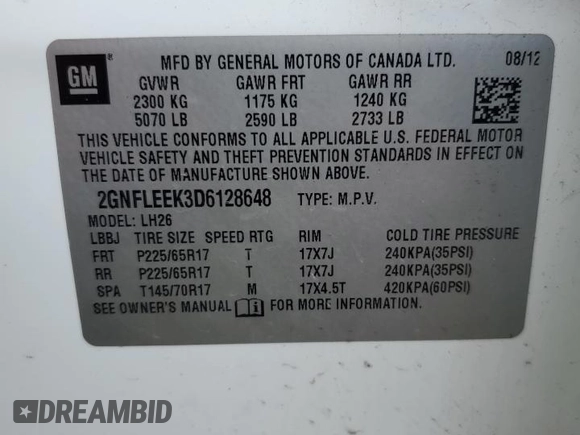 GM
MFD BY GENERAL MOTORS OF CANADA LTD. 08/12
GVWR GAWR FRT GAWR RR
2300 KG 1175 KG 1240 KG
5070 LB 2590 LB 2733 LB
THIS VEHICLE CONFORMS TO ALL APPLICABLE U.S. FEDERAL MOTOR
VEHICLE SAFETY AND THEFT PREVENTION STANDARDS IN EFFECT ON
THE DATE OF MANUFACTURE SHOWN ABOVE.
2GNFLEEK3D6128648 TYPE: M.P.V.
MODEL: LH26
LBBJ TIRE SIZE SPEED RTG RIM COLD TIRE PRESSURE
FRT P225/65R17 T 17X7J 240KPA(35PSI)
RR P225/65R17 T 17X7J 240KPA(35PSI)
SPA T145/70R17 M 17X4.5T 420KPA(60PSI)
SEE OWNER'S MANUAL i FOR MORE INFORMATION.
DREAMBID